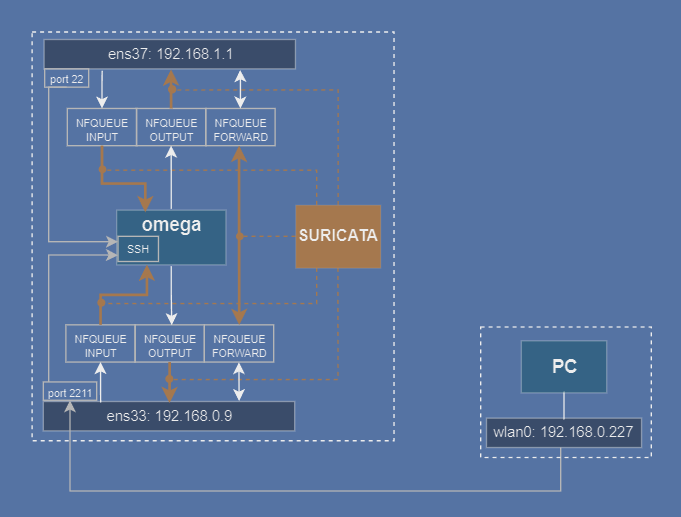 ens37: 192.168.1.1
port 22
NFQUEUE
INPUT
NFQUEUE
OUTPUT
NFQUEUE
FORWARD
omega
SSH
SURICATA
NFQUEUE
INPUT
NFQUEUE
OUTPUT
NFQUEUE
FORWARD
port 2211
ens33: 192.168.0.9
PC
wlan0: 192.168.0.227